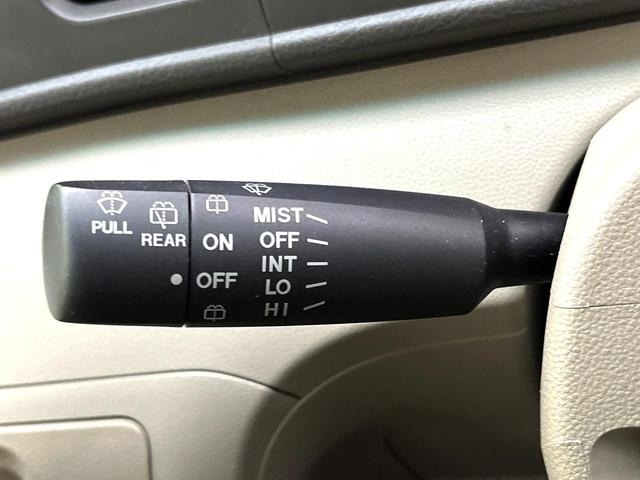 PULL
REAR
ON
OFF
MIST
OFF
INT
LO
HI